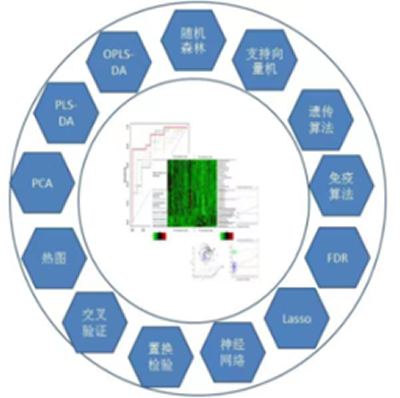 随机
森林
支持向
量机
遗传
算法
免疫
算法
FDR
Lasso
神经
网络
置换
检验
交叉
验证
热图
PCA
PLS-
DA
OPLS-
DA